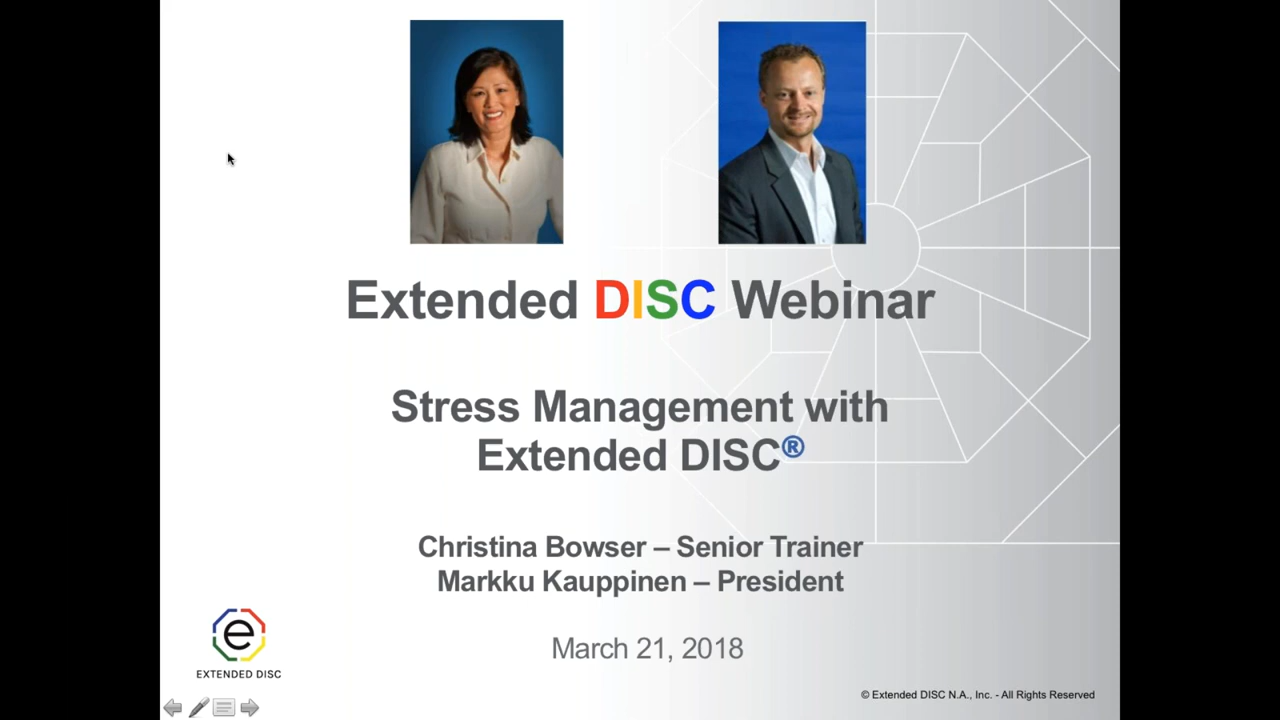 Extended DISC Webinar
Stress Management with
Extended DISC®
Christina Bowser – Senior Trainer
Markku Kauppinen – President
March 21, 2018
e
EXTENDED DISC
© Extended DISC N.A., Inc. - All Rights Reserved